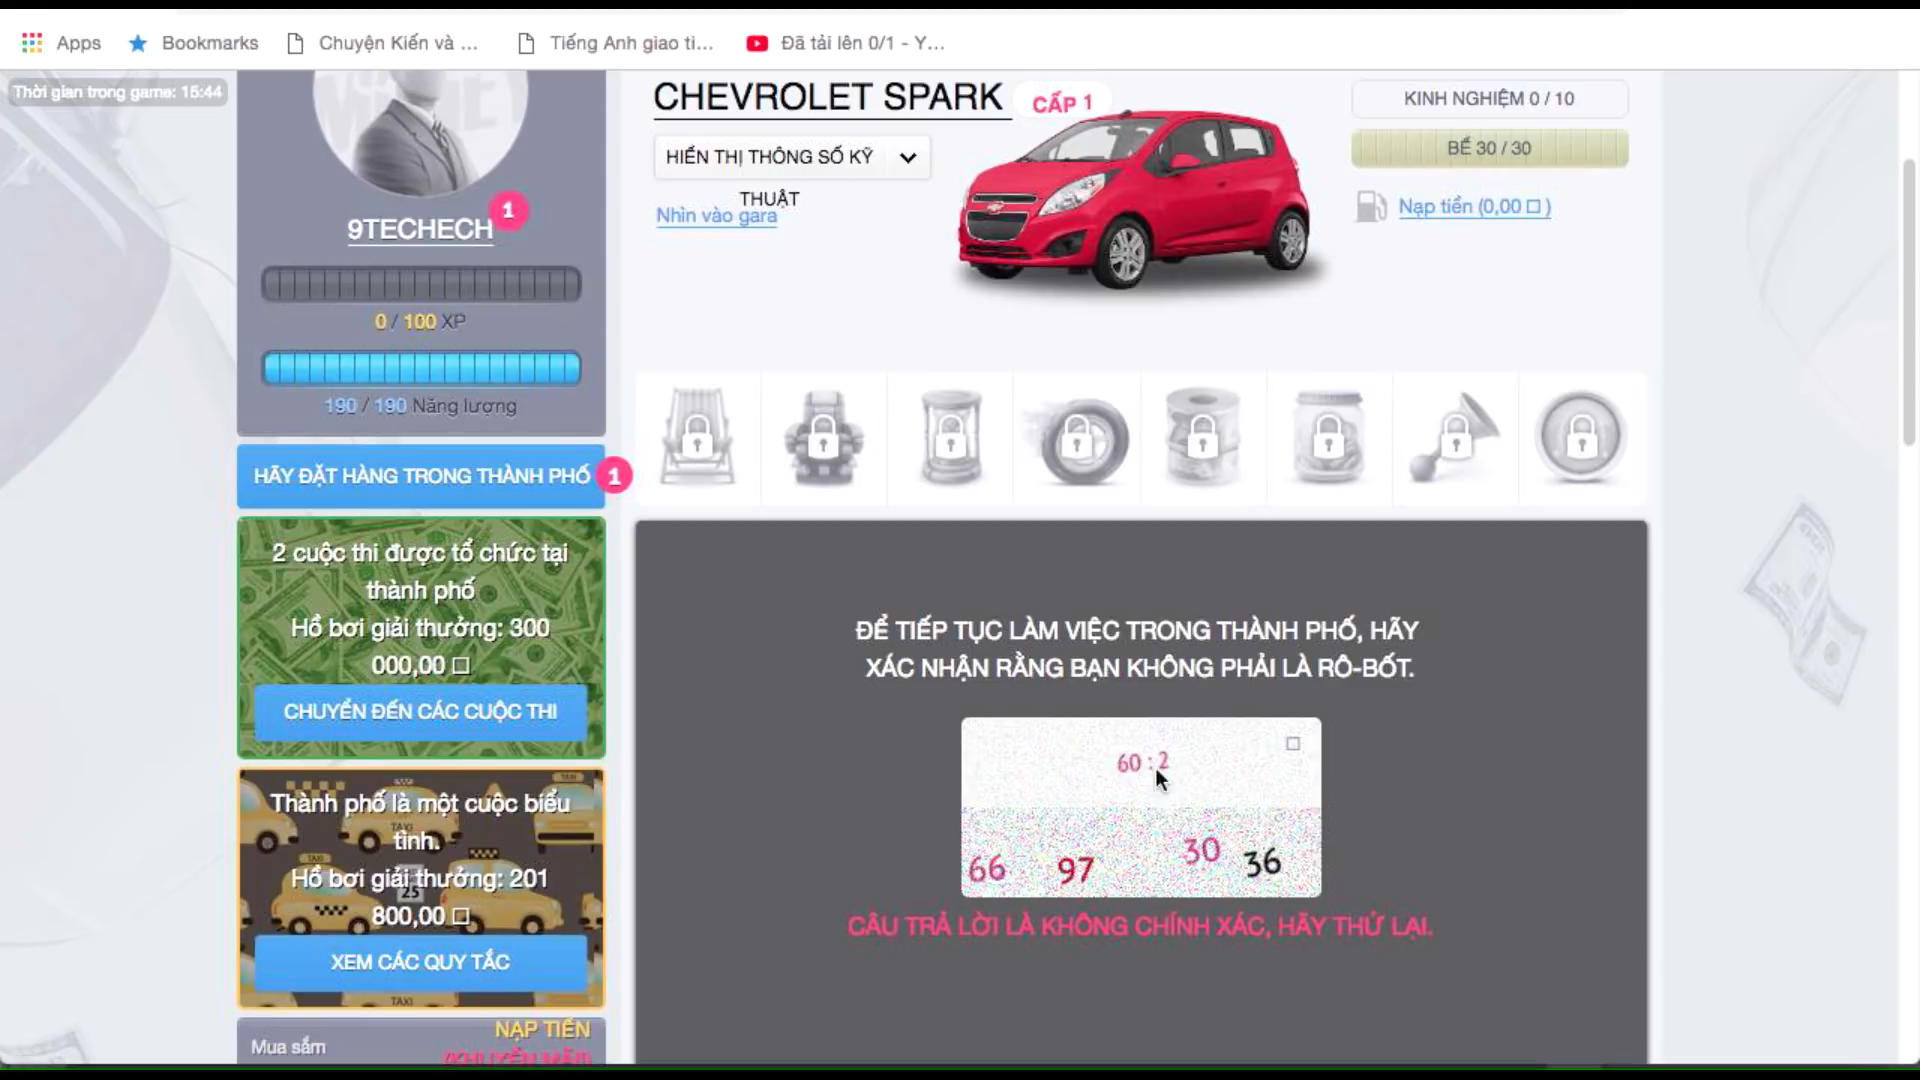 Apps
Bookmarks
Chuyện Kiến và ...
Tiếng Anh giao ti...
Đã tải lên 0/1 - Y...
Thời gian trong game: 15:44
9TECHECH
1
0 / 100 XP
190 / 190 Năng lượng
HÃY ĐẶT HÀNG TRONG THÀNH PHỐ
1
2 cuộc thi được tổ chức tại
thành phố
Hồ bơi giải thưởng: 300
000,00 □
CHUYỂN ĐẾN CÁC CUỘC THI
Thành phố là một cuộc biểu
tình.
Hồ bơi giải thưởng: 201
800,00 □
XEM CÁC QUY TẮC
TAXI
Mua sắm
NẠP TIỀN
(KHUYẾN MÃI)
CHEVROLET SPARK
CẤP 1
HIỂN THỊ THÔNG SỐ KỸ
THUẬT
Nhìn vào gara
KINH NGHIỆM 0 / 10
BỂ 30 / 30
Nạp tiền (0,00 □ )
ĐỂ TIẾP TỤC LÀM VIỆC TRONG THÀNH PHỐ, HÃY
XÁC NHẬN RẰNG BẠN KHÔNG PHẢI LÀ RÔ-BỐT.
60 : 2
66 97 30 36
CÂU TRẢ LỜI LÀ KHÔNG CHÍNH XÁC, HÃY THỬ LẠI.